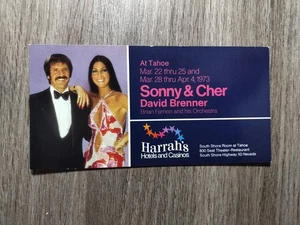 At Tahoe
Mar. 22 thru 25 and
Mar. 28 thru Apr. 4, 1973
Sonny & Cher
David Brenner
Brian Farnon and his Orchestra
Harrah's
Hotels and Casinos
South Shore Room at Tahoe
800 Seat Theater-Restaurant
South Shore Highway 50 Nevada